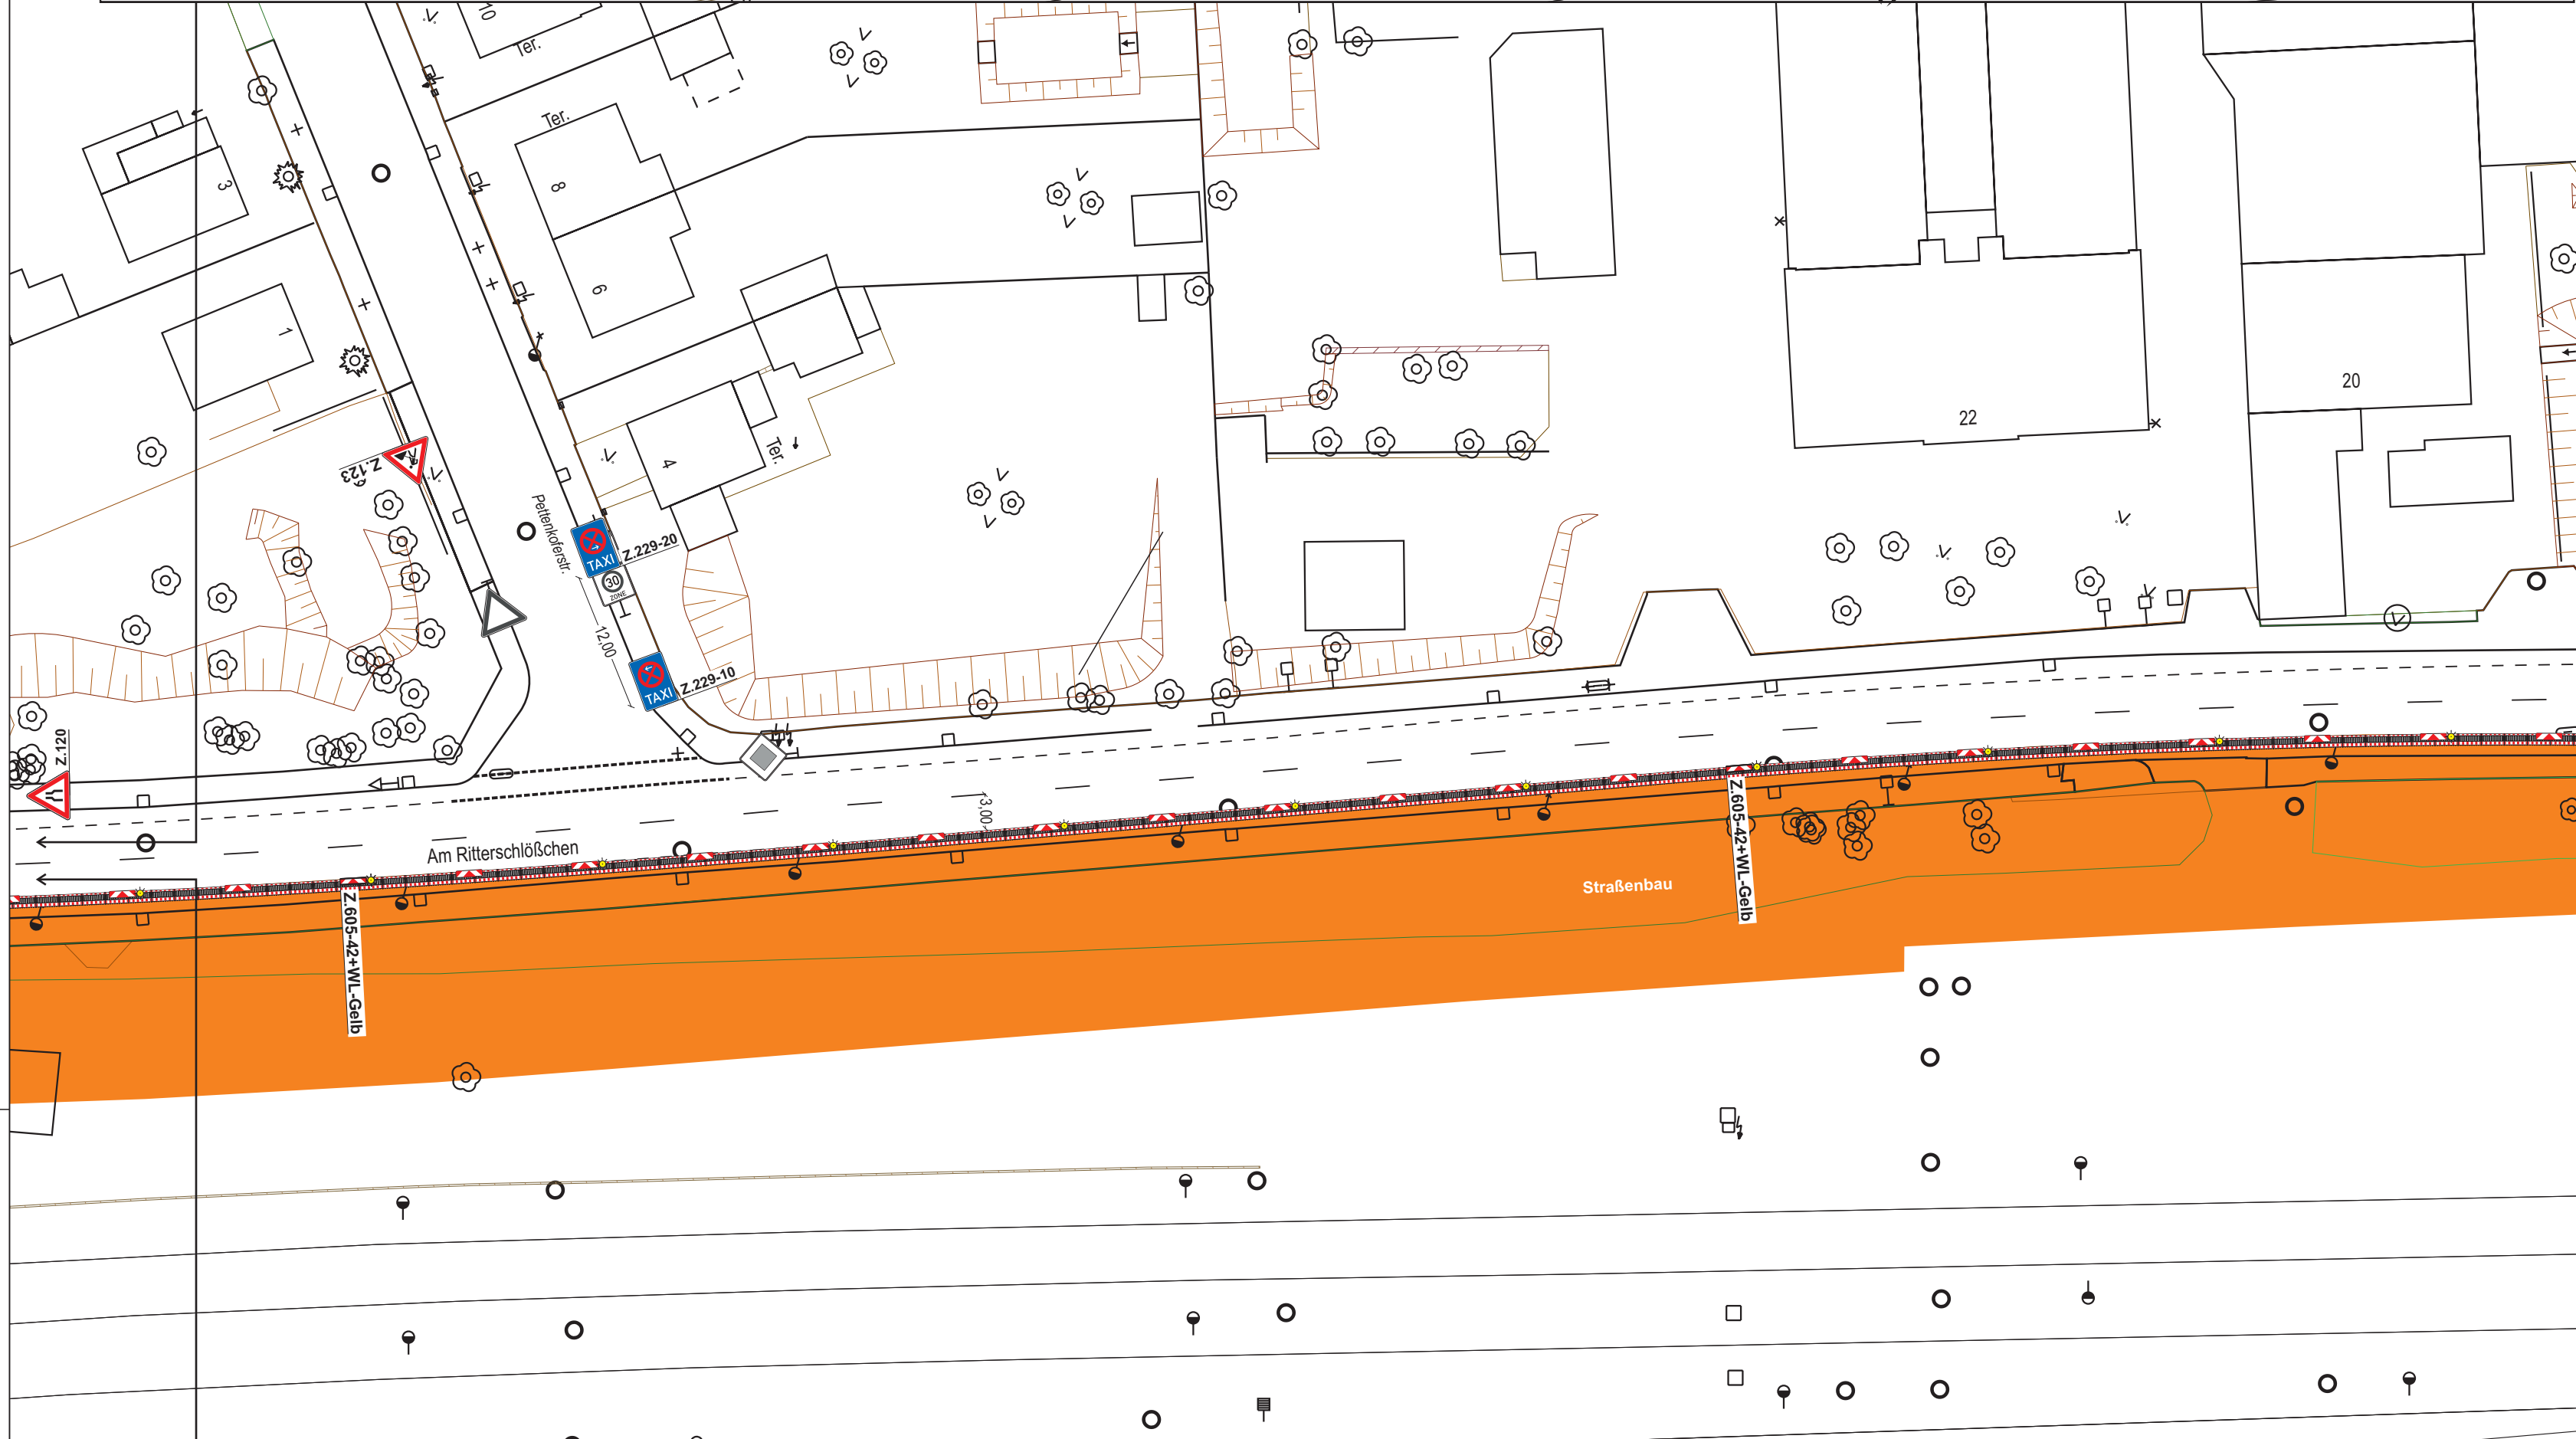 10
Ter.
Ter.
8
3
6
1
4
Ter.
Z.123
Pettenkoferstr.
TAXI
Z.229-20
30
ZONE
12,00
TAXI
Z.229-10
22
20
Z.120
3,00
Am Ritterschlößchen
Z.605-42+WL-Gelb
Z.605-42+WL-Gelb
Straßenbau